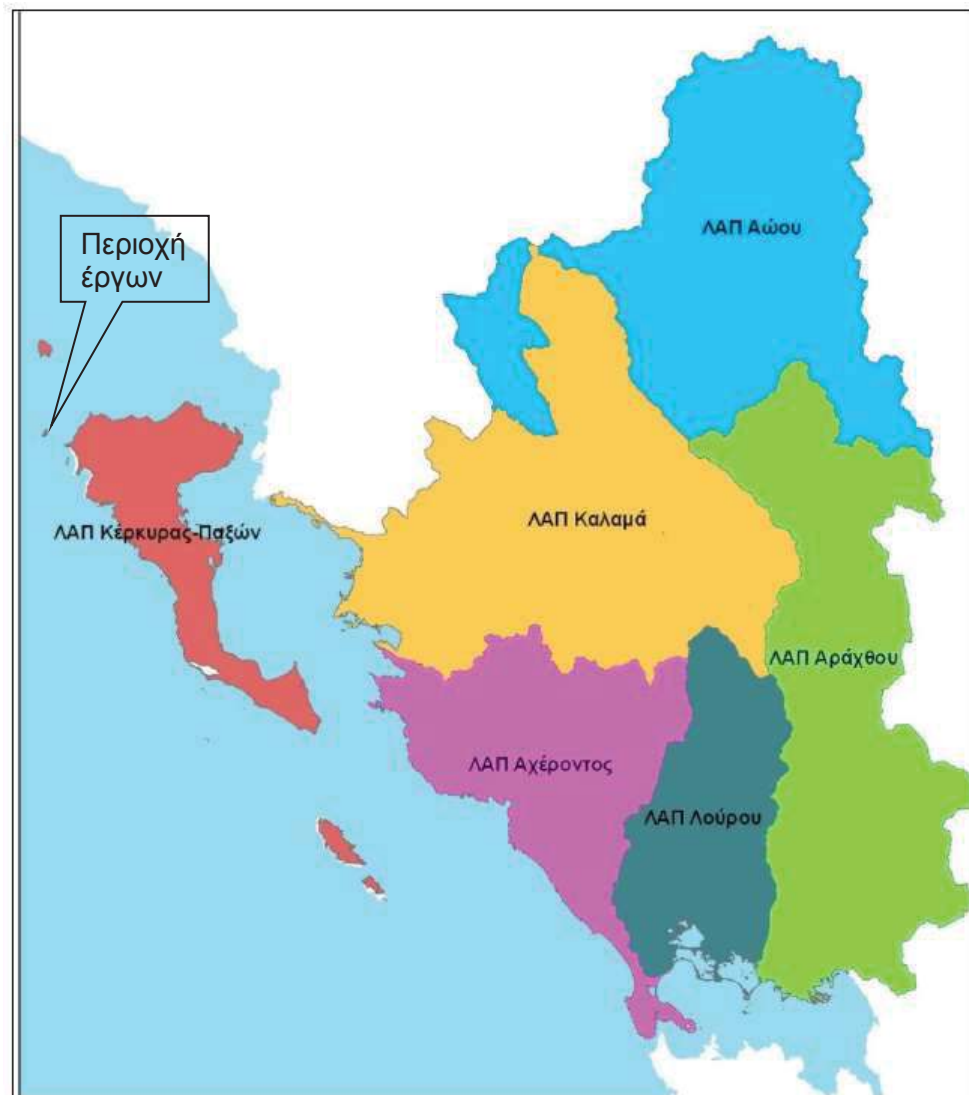 ΛΑΠ Αώου
Περιοχή
έργων
ΛΑΠ Καλαμά
ΛΑΠ Κέρκυρας-Παξών
ΛΑΠ Αράχθου
ΛΑΠ Αχέροντος
ΛΑΠ Λούρου